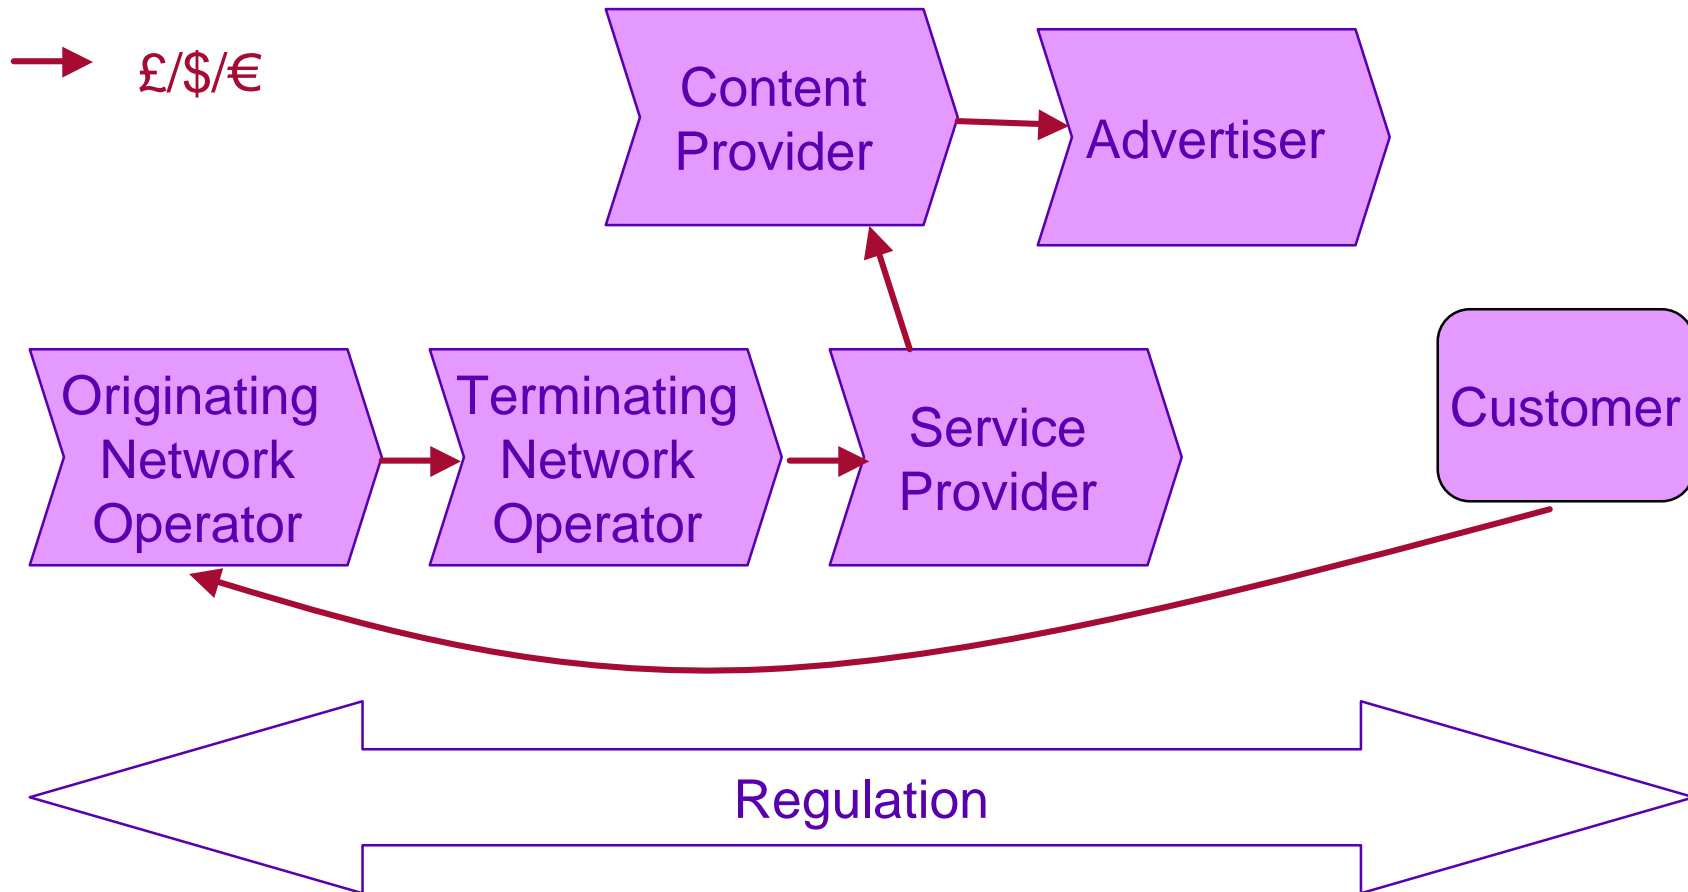 £/$/€
Content
Provider
Advertiser
Originating
Network
Operator
Terminating
Network
Operator
Service
Provider
Customer
Regulation